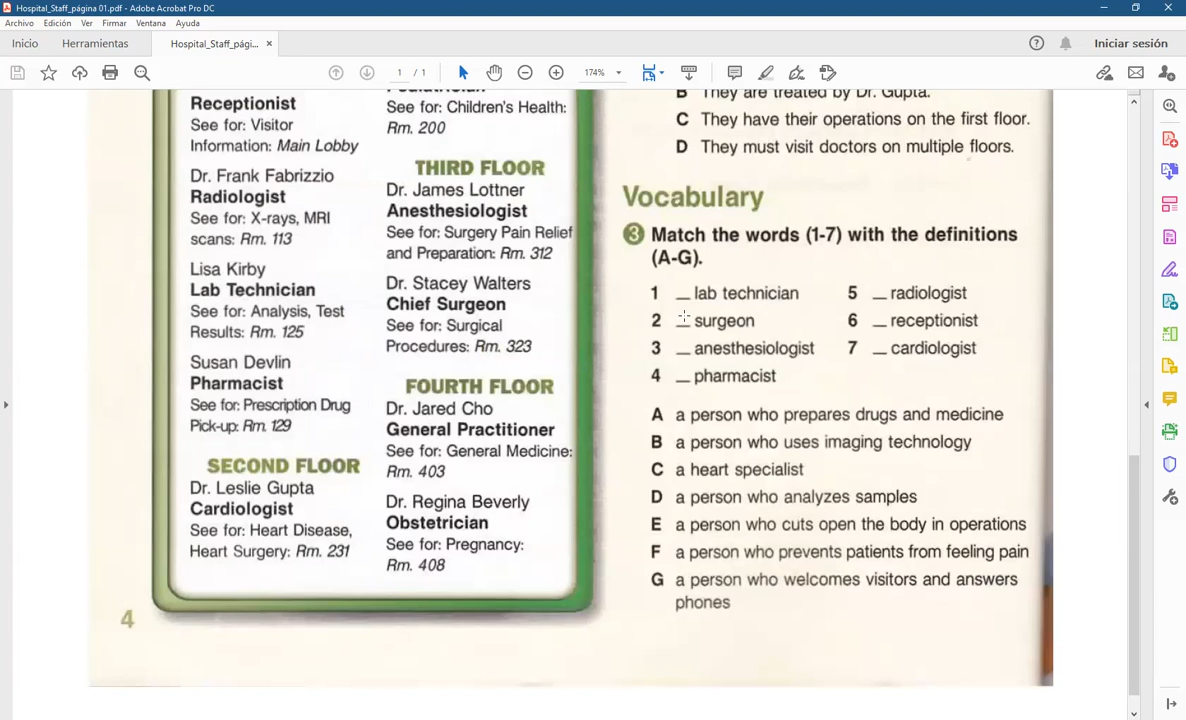 Hospital_Staff_página 01.pdf - Adobe Acrobat Pro DC
Archivo Edición Ver Firmar Ventana Ayuda
Inicio Herramientas Hospital_Staff_pági... × Iniciar sesión
1 / 1 174%
Receptionist
See for: Visitor
Information: Main Lobby
Dr. Frank Fabrizzio
Radiologist
See for: X-rays, MRI
scans: Rm. 113
Lisa Kirby
Lab Technician
See for: Analysis, Test
Results: Rm. 125
Susan Devlin
Pharmacist
See for: Prescription Drug
Pick-up: Rm. 129
SECOND FLOOR
Dr. Leslie Gupta
Cardiologist
See for: Heart Disease,
Heart Surgery: Rm. 231
Pediatrician
See for: Children's Health:
Rm. 200
THIRD FLOOR
Dr. James Lottner
Anesthesiologist
See for: Surgery Pain Relief
and Preparation: Rm. 312
Dr. Stacey Walters
Chief Surgeon
See for: Surgical
Procedures: Rm. 323
FOURTH FLOOR
Dr. Jared Cho
General Practitioner
See for: General Medicine:
Rm. 403
Dr. Regina Beverly
Obstetrician
See for: Pregnancy:
Rm. 408
4
B They are treated by Dr. Gupta.
C They have their operations on the first floor.
D They must visit doctors on multiple floors.
Vocabulary
3 Match the words (1-7) with the definitions
(A-G).
1 __ lab technician 5 __ radiologist
2 __ surgeon 6 __ receptionist
3 __ anesthesiologist 7 __ cardiologist
4 __ pharmacist
A a person who prepares drugs and medicine
B a person who uses imaging technology
C a heart specialist
D a person who analyzes samples
E a person who cuts open the body in operations
F a person who prevents patients from feeling pain
G a person who welcomes visitors and answers
phones